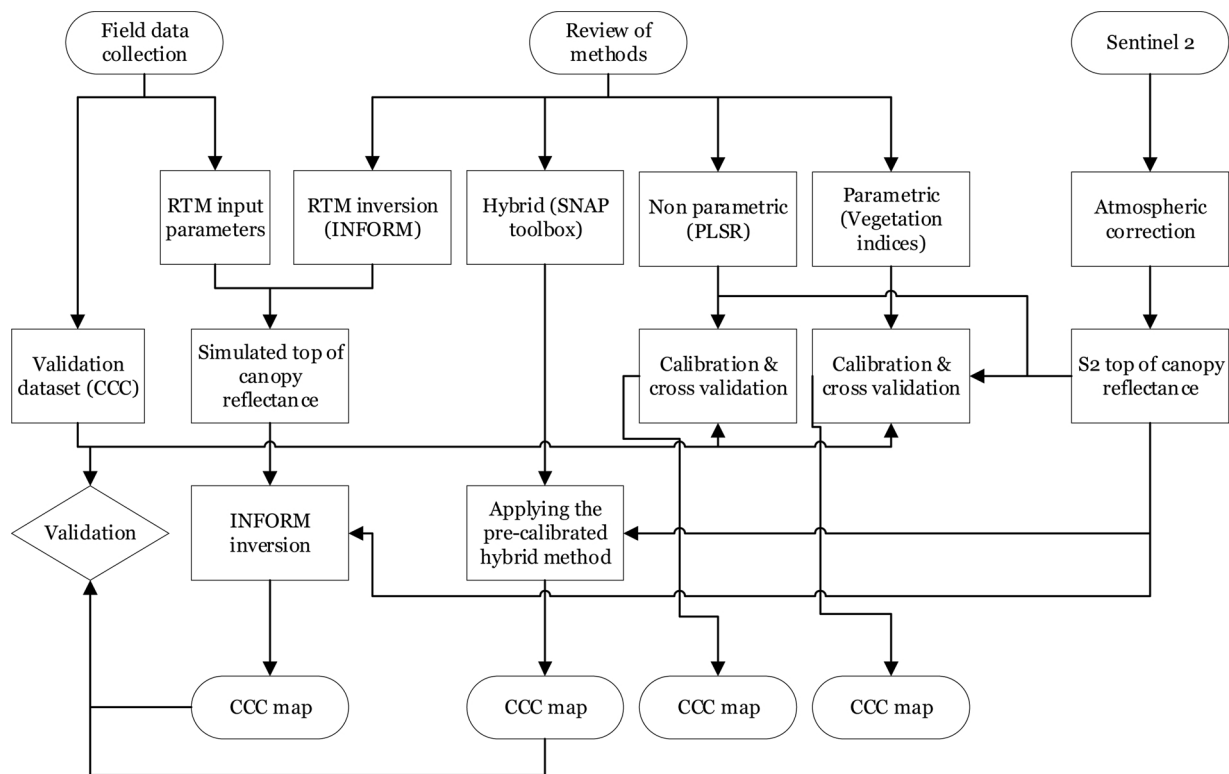 Field data
collection
Review of
methods
Sentinel 2
RTM input
parameters
RTM inversion
(INFORM)
Hybrid (SNAP
toolbox)
Non parametric
(PLSR)
Parametric
(Vegetation
indices)
Atmospheric
correction
Validation
dataset (CCC)
Simulated top of
canopy
reflectance
Calibration &
cross validation
Calibration &
cross validation
S2 top of canopy
reflectance
Validation
INFORM
inversion
Applying the
pre-calibrated
hybrid method
CCC map
CCC map
CCC map
CCC map